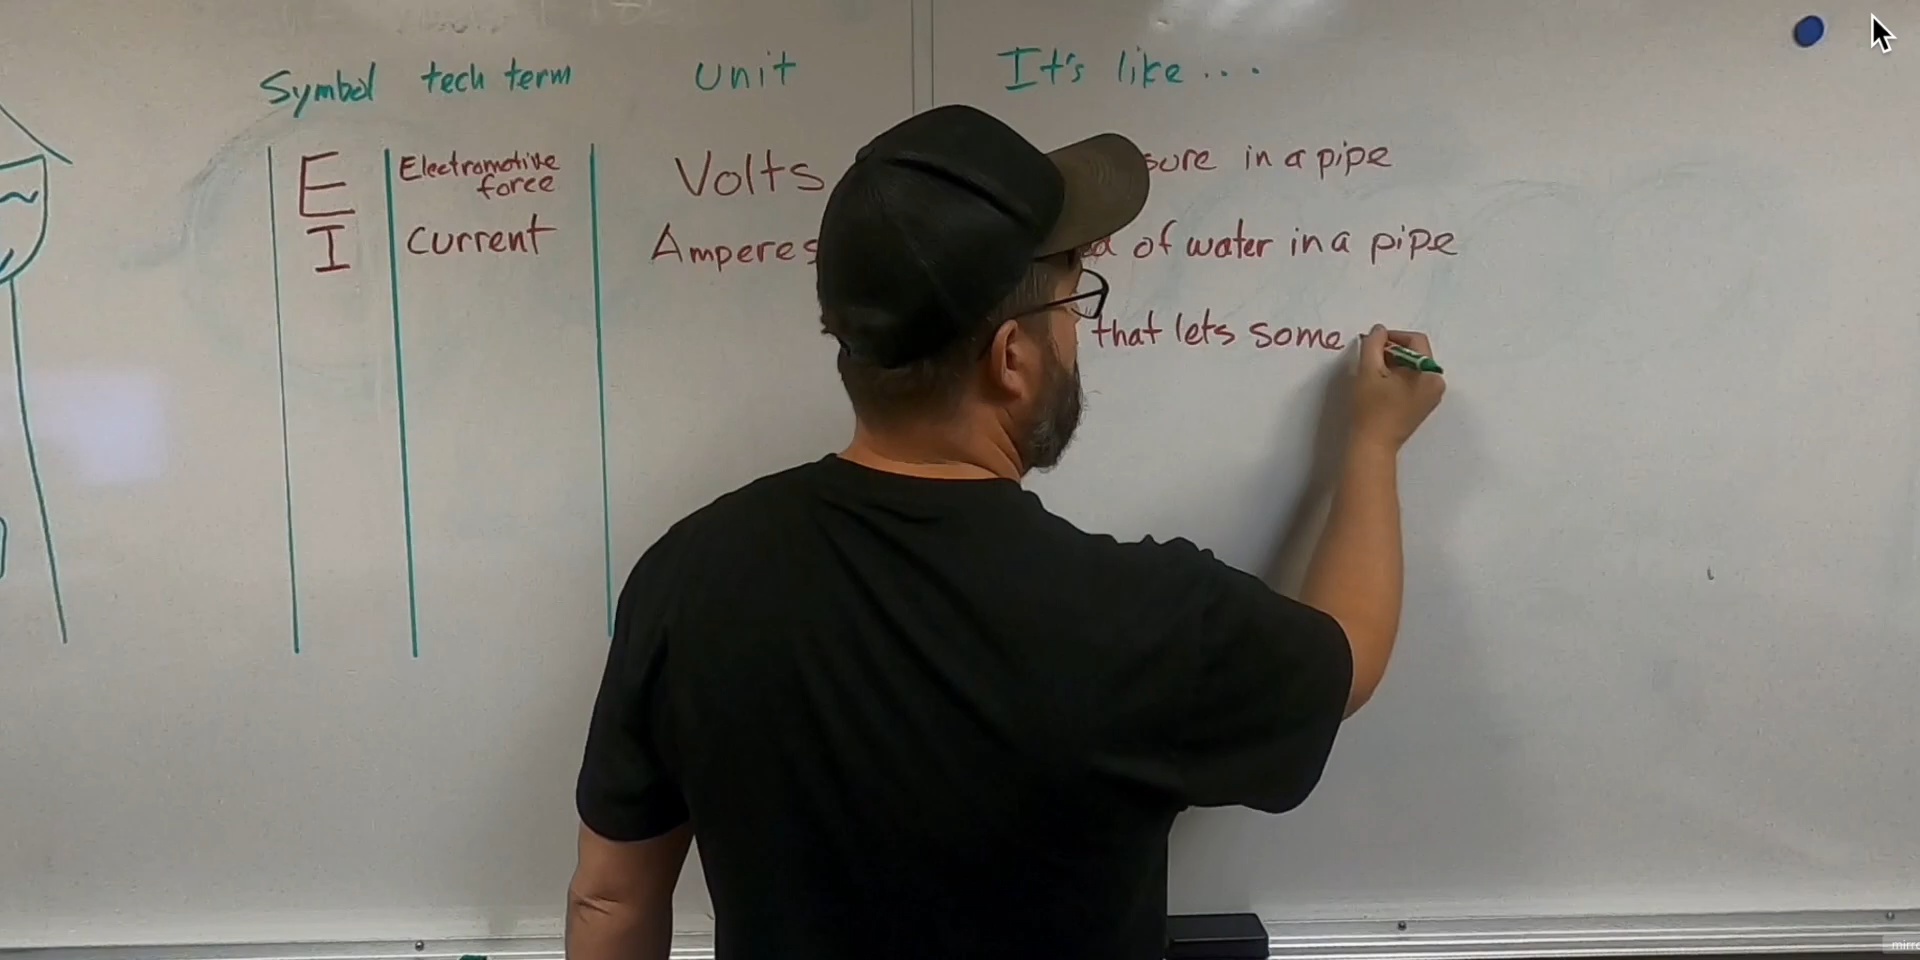 Symbol tech term unit It's like ...
E Electromotive force Volts in a pipe
I current Amperes of water in a pipe
that lets some